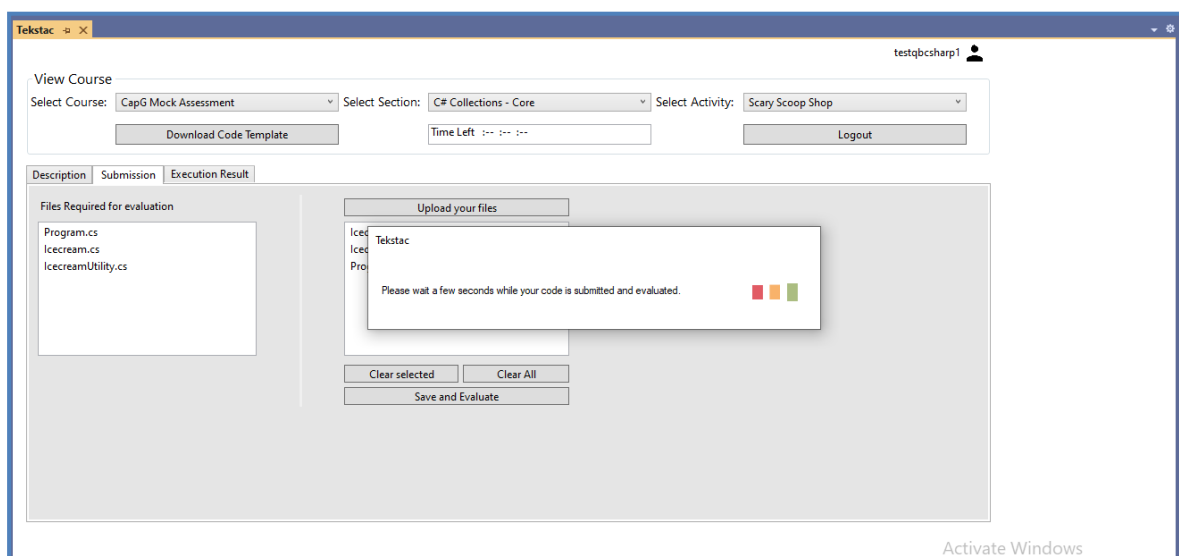 Tekstac
testqbcsharp1
View Course
Select Course: CapG Mock Assessment Select Section: C# Collections - Core Select Activity: Scary Scoop Shop
Download Code Template Time Left :-- :-- :-- Logout
Description Submission Execution Result
Files Required for evaluation
Upload your files
Program.cs
Icecream.cs
IcecreamUtility.cs
Tekstac
Please wait a few seconds while your code is submitted and evaluated.
Clear selected Clear All
Save and Evaluate
Activate Windows